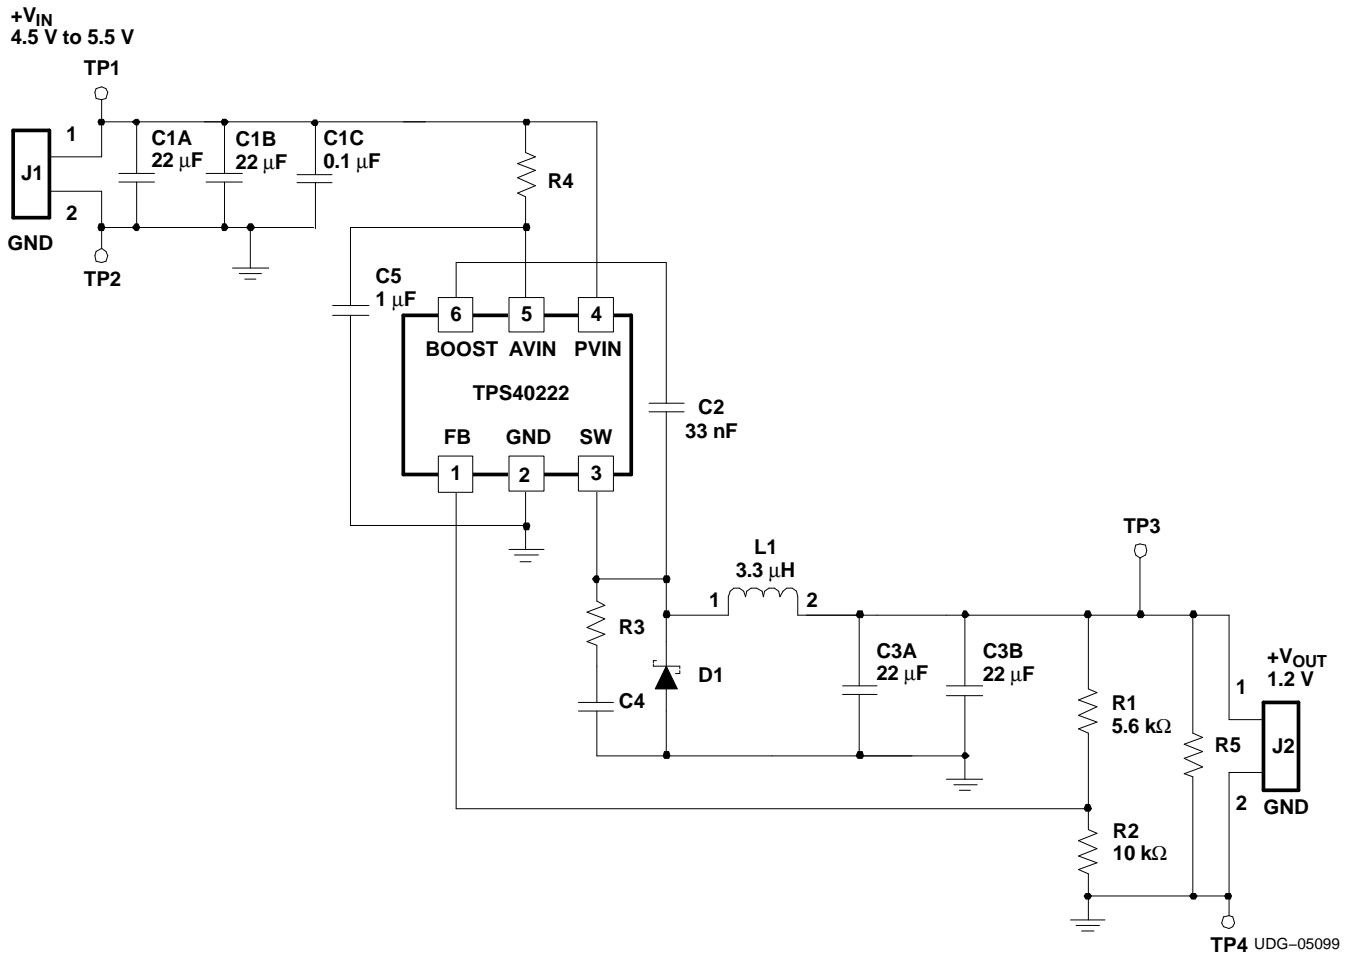 +VIN
4.5 V to 5.5 V
TP1
1
C1A
22 μF
C1B
22 μF
C1C
0.1 μF
J1
R4
2
GND
TP2
C5
1 μF
6
5
4
BOOST
AVIN
PVIN
TPS40222
C2
33 nF
FB
GND
SW
1
2
3
TP3
L1
3.3 μH
1
2
R3
C3A
22 μF
C3B
22 μF
+VOUT
1.2 V
D1
1
C4
R1
5.6 kΩ
R5
J2
2
GND
R2
10 kΩ
TP4
UDG–05099